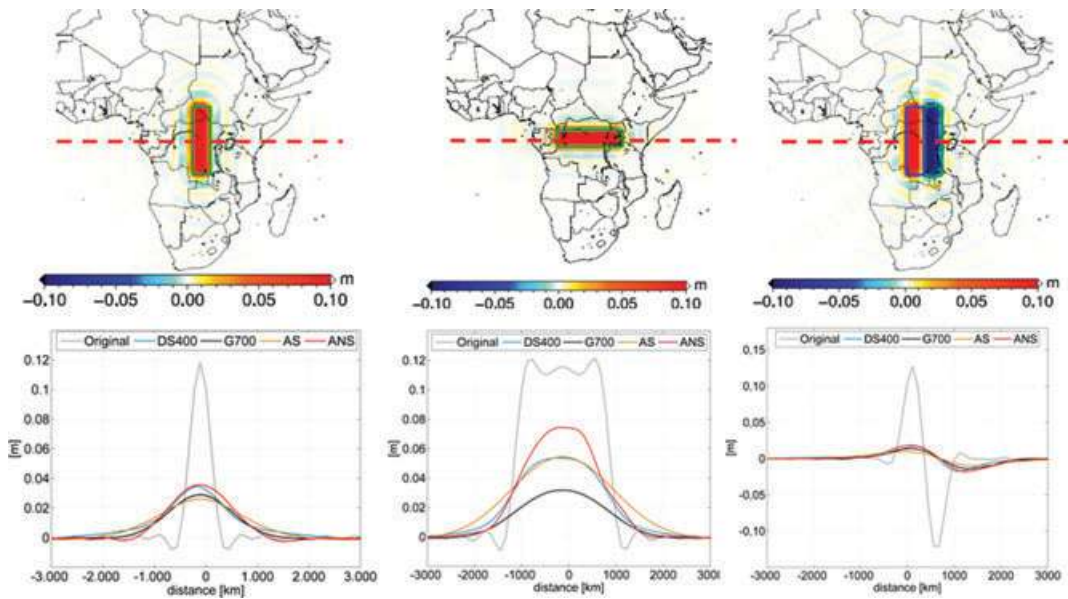 m
−0.10 −0.05 0.00 0.05 0.10
m
−0.10 −0.05 0.00 0.05 0.10
m
−0.10 −0.05 0.00 0.05 0.10
Original DS400 G700 AS ANS
0.12
0.1
0.08
0.06
0.04
0.02
0
[m]
-3.000 -2.000 -1.000 0 1.000 2.000 3.000
distance [km]
Original DS400 G700 AS ANS
0.12
0.1
0.08
0.06
0.04
0.02
0
[m]
-3000 -2000 -1000 0 1000 2000
distance [km]
Original DS400 G700 AS ANS
0.15
0.10
0.05
0
-0.05
-0.10
[m]
-3000 -2000 -1000 0 1000 2000 3000
distance [km]